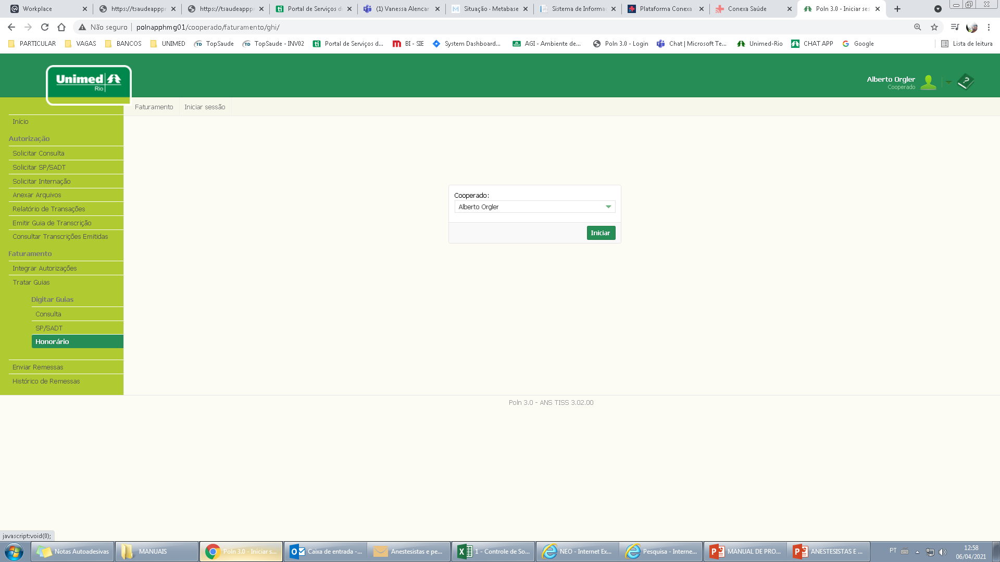 Workplace
https://tsaudeapppr
https://tsaudeapppr
Portal de Serviços d
(1) Vanessa Alencar
Situação · Metabase
Sistema de Informa
Plataforma Conexa
Conexa Saúde
Poln 3.0 - Iniciar ses
Não seguro
polnapphmg01/cooperado/faturamento/ghi/
PARTICULAR
VAGAS
BANCOS
UNIMED
TopSaude
TopSaude - INV02
Portal de Serviços d...
BI - SIE
System Dashboard...
AGI - Ambiente de...
Poln 3.0 - Login
Chat | Microsoft Te...
Unimed-Rio
CHAT APP
Google
Lista de leitura
Unimed
Rio
Alberto Orgler
Cooperado
?
Faturamento
Iniciar sessão
Início
Autorização
Solicitar Consulta
Solicitar SP/SADT
Solicitar Internação
Anexar Arquivos
Relatório de Transações
Emitir Guia de Transcrição
Consultar Transcrições Emitidas
Faturamento
Integrar Autorizações
Tratar Guias
Digitar Guias
Consulta
SP/SADT
Honorário
Enviar Remessas
Histórico de Remessas
Cooperado:
Alberto Orgler
Iniciar
Poln 3.0 - ANS TISS 3.02.00
javascript:void(0);
Notas Autoadesivas
MANUAIS
Poln 3.0 - Iniciar s...
Caixa de entrada -...
Anestesistas e pe...
1 - Controle de So...
NEO - Internet Ex...
Pesquisa - Interne...
MANUAL DE PRO...
ANESTESISTAS E ...
PT
12:58
06/04/2021